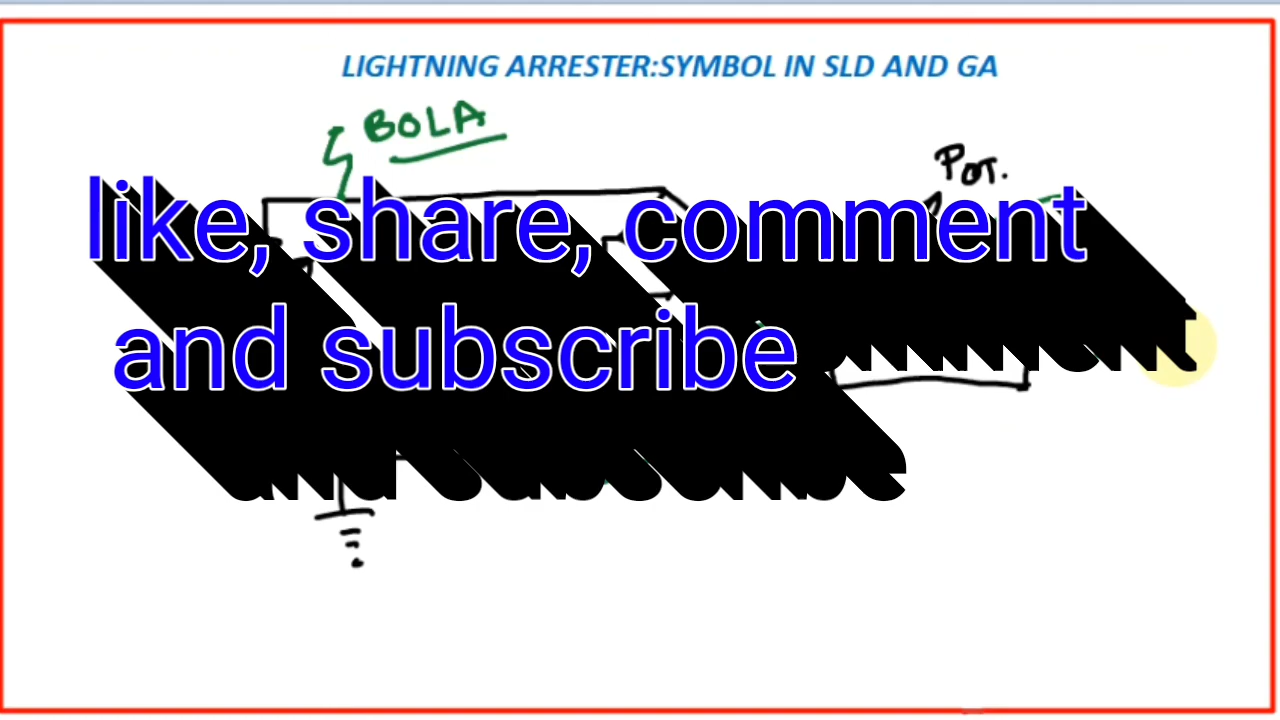 LIGHTNING ARRESTER:SYMBOL IN SLD AND GA
BOLA
POT.
like, share, comment
and subscribe